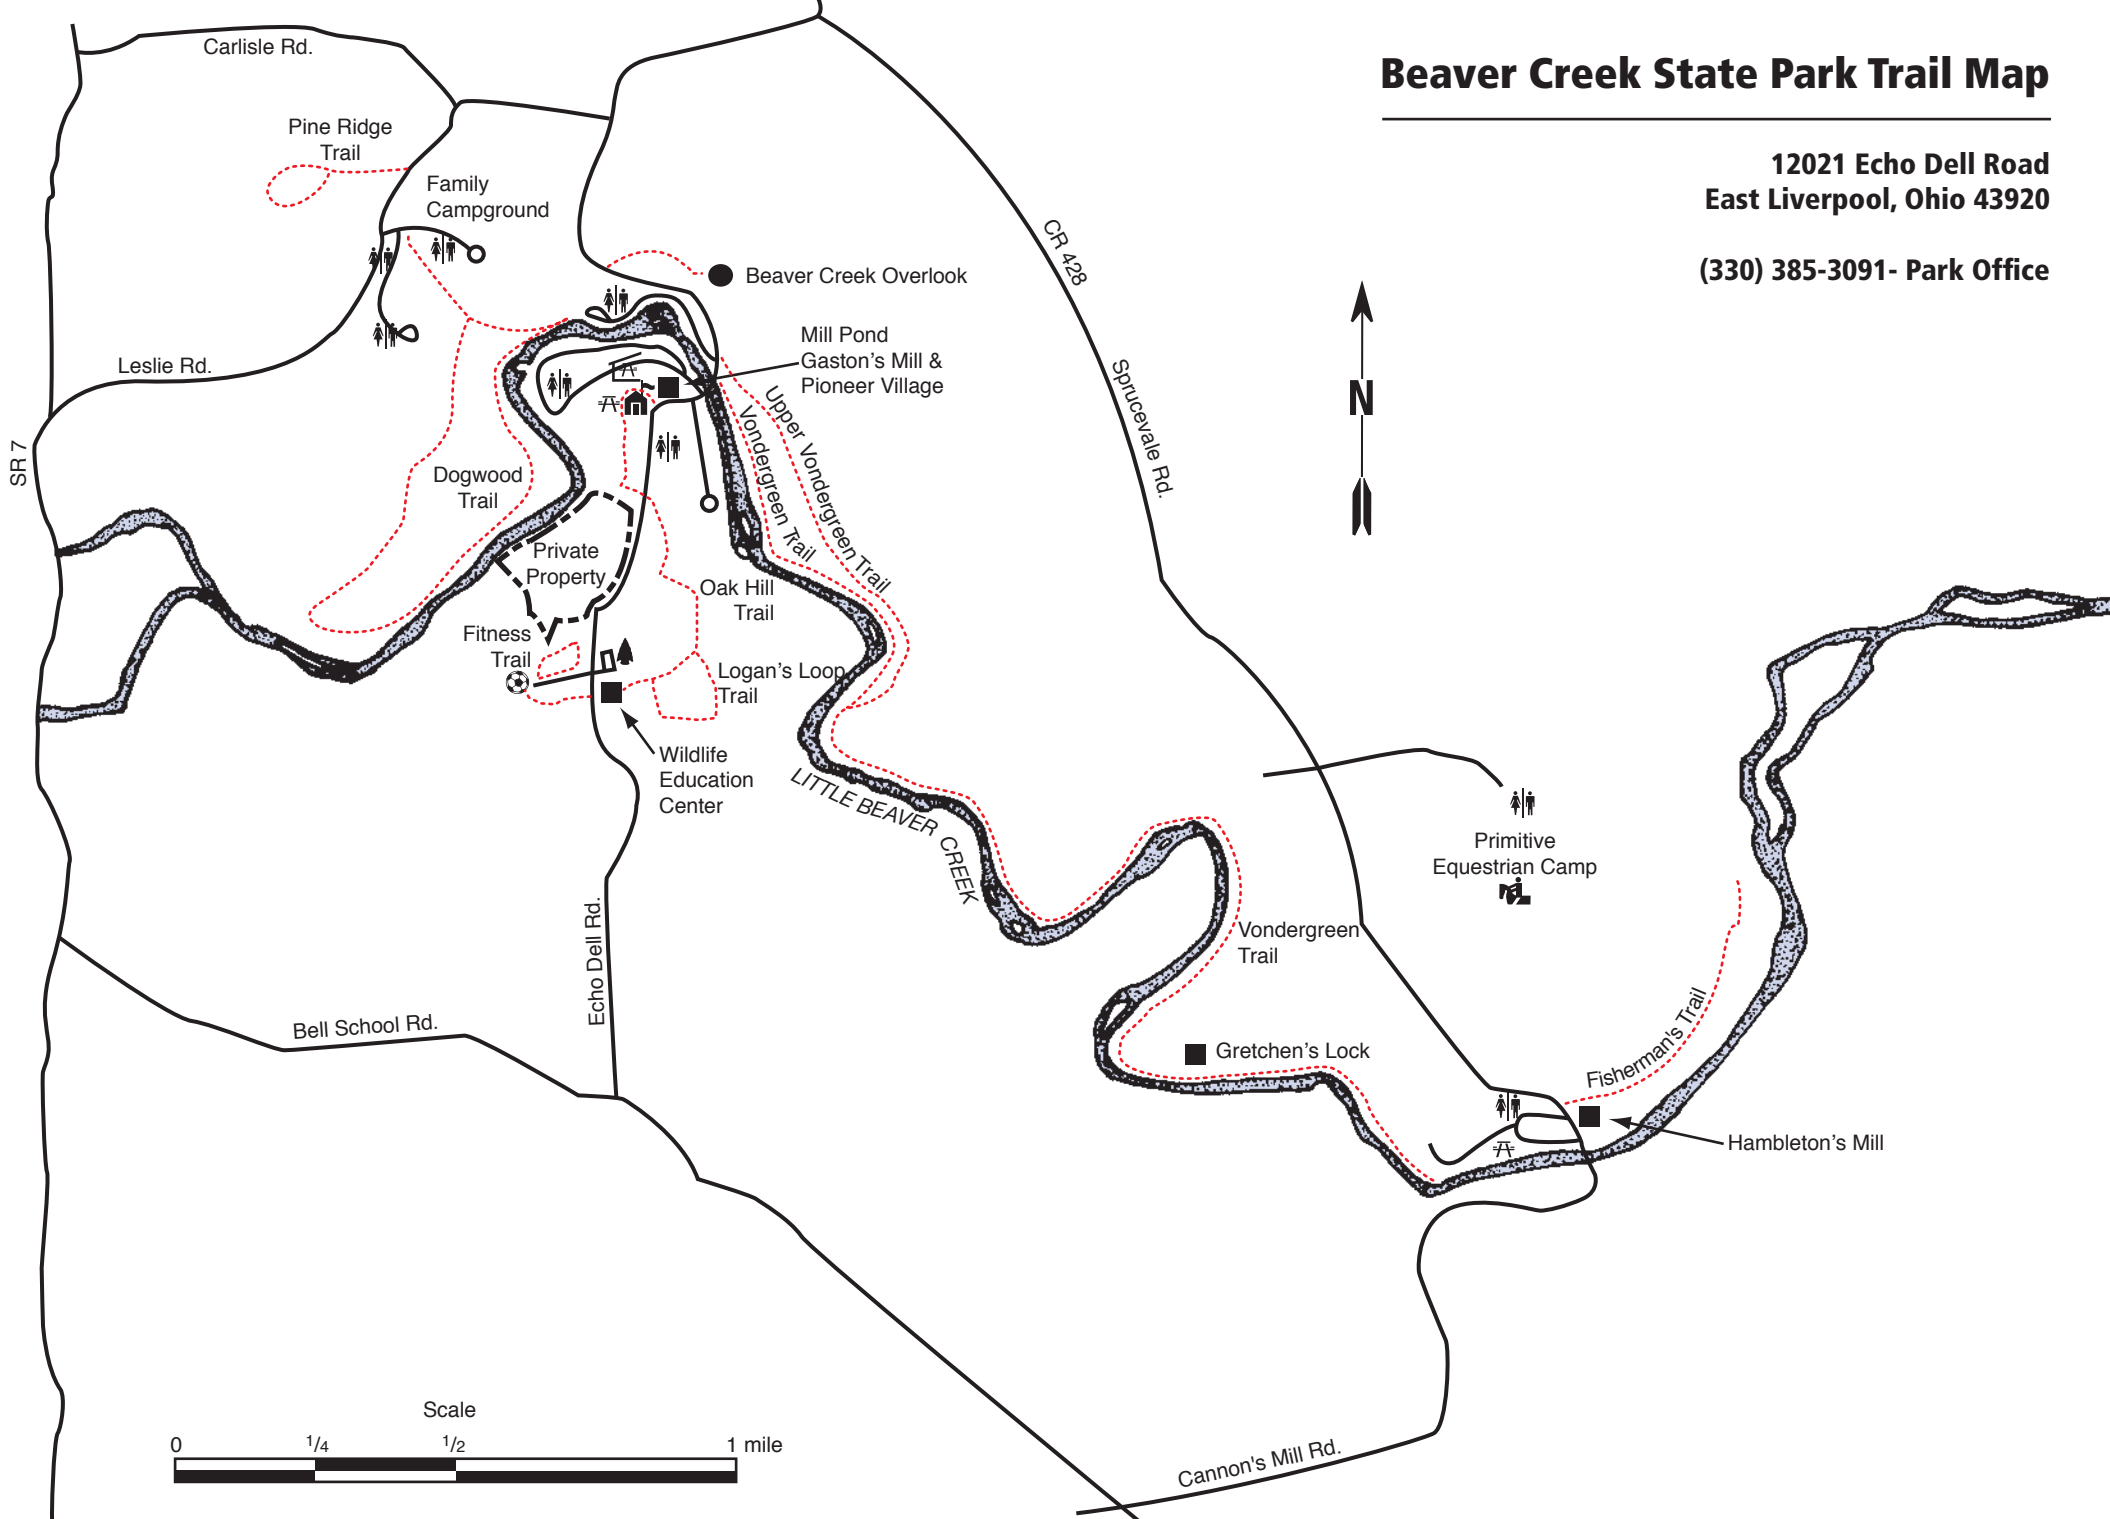 Beaver Creek State Park Trail Map
12021 Echo Dell Road
East Liverpool, Ohio 43920
(330) 385-3091- Park Office
Carlisle Rd.
Pine Ridge
Trail
Family
Campground
CR 428
Beaver Creek Overlook
Mill Pond
Gaston's Mill &
Pioneer Village
Leslie Rd.
SR 7
Sprucevale Rd.
N
Upper Vondergreen Trail
Vondergreen Trail
Dogwood
Trail
Private
Property
Oak Hill
Trail
Fitness
Trail
Logan's Loop
Trail
Wildlife
Education
Center
LITTLE BEAVER CREEK
Primitive
Equestrian Camp
Echo Dell Rd.
Bell School Rd.
Vondergreen
Trail
Gretchen's Lock
Fisherman's Trail
Hambleton's Mill
Cannon's Mill Rd.
Scale
0 1/4 1/2 1 mile